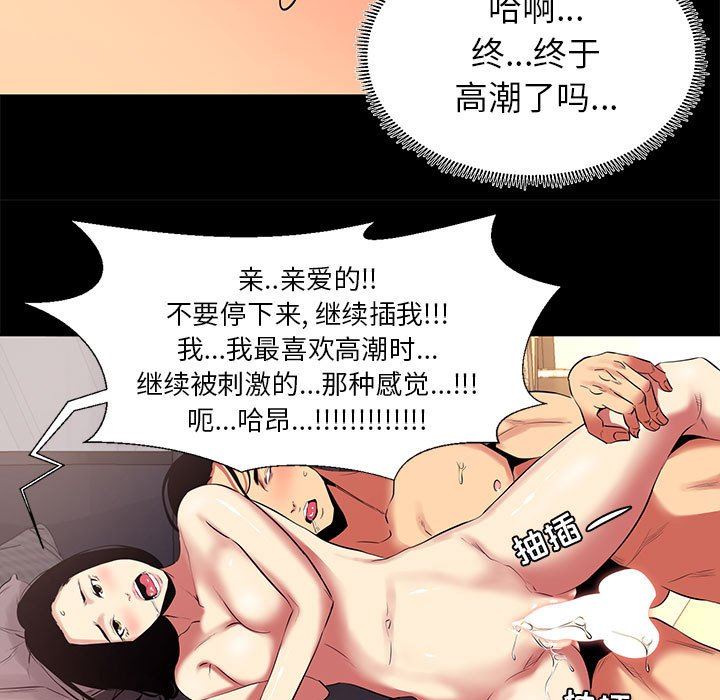 哈啊...
终...终于
高潮了吗...
亲..亲爱的!!
不要停下来, 继续插我!!!
我...我最喜欢高潮时...
继续被刺激的...那种感觉...!!!
呃...哈昂...!!!!!!!!!!!!!
抽插
抽插